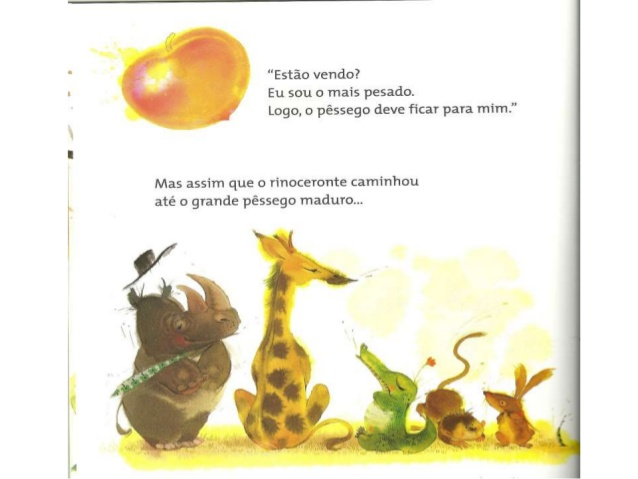 “Estão vendo?
Eu sou o mais pesado.
Logo, o pêssego deve ficar para mim.”
Mas assim que o rinoceronte caminhou
até o grande pêssego maduro...